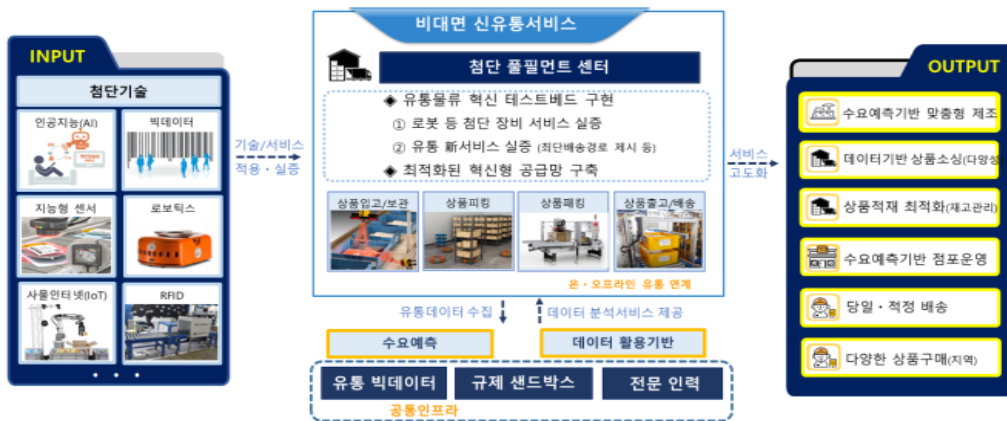 INPUT
첨단기술
인공지능(AI)
빅데이터
지능형 센서
로보틱스
사물인터넷(IoT)
RFID
• • •
기술/서비스
적용・실증
비대면 신유통서비스
첨단 풀필먼트 센터
◈ 유통물류 혁신 테스트베드 구현
① 로봇 등 첨단 장비 서비스 실증
② 유통 新서비스 실증 (최단배송경로 제시 등)
◈ 최적화된 혁신형 공급망 구축
상품입고/보관
상품피킹
상품패킹
상품출고/배송
온・오프라인 유통 연계
유통데이터 수집
데이터 분석서비스 제공
수요예측
데이터 활용기반
유통 빅데이터
규제 샌드박스
전문 인력
공통인프라
서비스
고도화
OUTPUT
수요예측기반 맞춤형 제조
데이터기반 상품소싱(다양성
상품적재 최적화(재고관리)
수요예측기반 점포운영
당일・적정 배송
다양한 상품구매(지역)